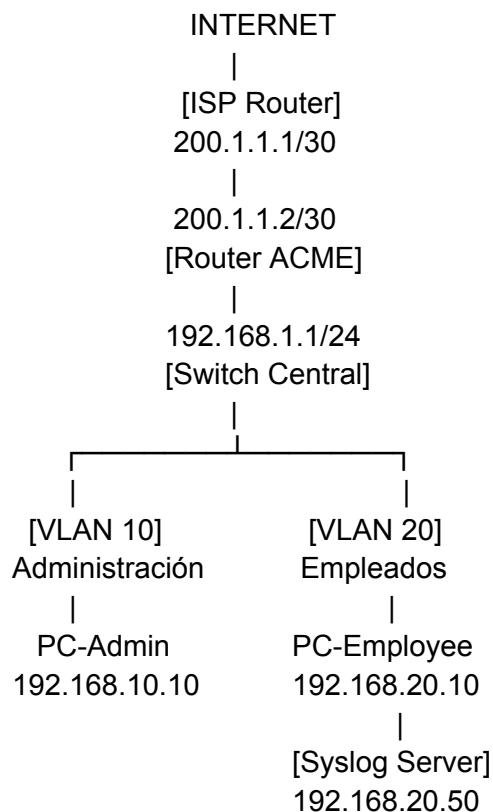 INTERNET
[ISP Router]
200.1.1.1/30
200.1.1.2/30
[Router ACME]
192.168.1.1/24
[Switch Central]
[VLAN 10] [VLAN 20]
Administración Empleados
PC-Admin PC-Employee
192.168.10.10 192.168.20.10
[Syslog Server]
192.168.20.50